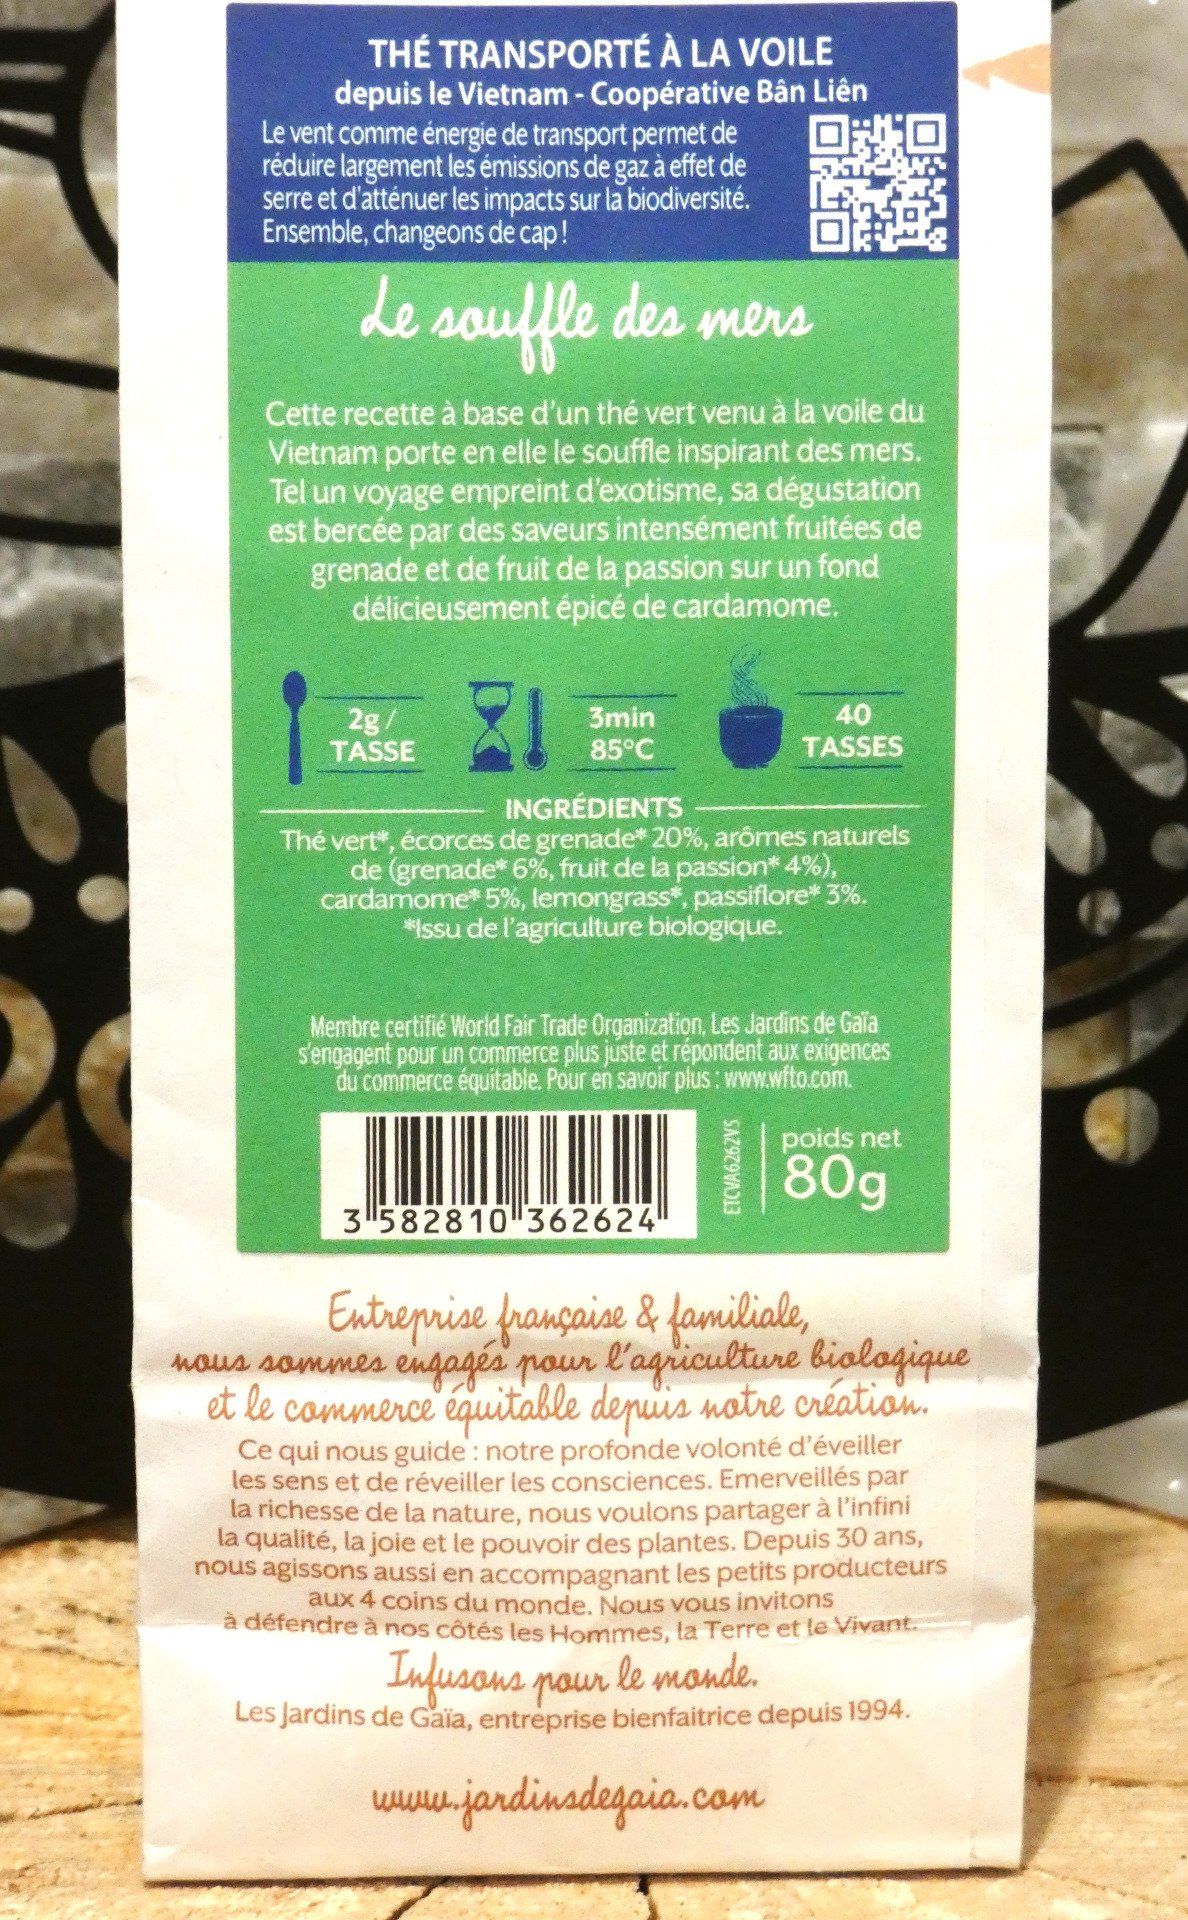 THÉ TRANSPORTÉ À LA VOILE
depuis le Vietnam - Coopérative Bân Liên
Le vent comme énergie de transport permet de
réduire largement les émissions de gaz à effet de
serre et d'atténuer les impacts sur la biodiversité.
Ensemble, changeons de cap !
Le souffle des mers
Cette recette à base d'un thé vert venu à la voile du
Vietnam porte en elle le souffle inspirant des mers.
Tel un voyage empreint d'exotisme, sa dégustation
est bercée par des saveurs intensément fruitées de
grenade et de fruit de la passion sur un fond
délicieusement épicé de cardamome.
2g /
TASSE
3min
85°C
40
TASSES
INGRÉDIENTS
Thé vert*, écorces de grenade* 20%, arômes naturels
de (grenade* 6%, fruit de la passion* 4%),
cardamome* 5%, lemongrass*, passiflore* 3%.
*Issu de l'agriculture biologique.
Membre certifié World Fair Trade Organization, Les Jardins de Gaïa
s'engagent pour un commerce plus juste et répondent aux exigences
du commerce équitable. Pour en savoir plus : www.wfto.com.
3 582810 362624
ETCVA6262VS
poids net
80g
Entreprise française & familiale,
nous sommes engagés pour l'agriculture biologique
et le commerce équitable depuis notre création.
Ce qui nous guide : notre profonde volonté d'éveiller
les sens et de réveiller les consciences. Emerveillés par
la richesse de la nature, nous voulons partager à l'infini
la qualité, la joie et le pouvoir des plantes. Depuis 30 ans,
nous agissons aussi en accompagnant les petits producteurs
aux 4 coins du monde. Nous vous invitons
à défendre à nos côtés les Hommes, la Terre et le Vivant.
Infusons pour le monde.
Les Jardins de Gaïa, entreprise bienfaitrice depuis 1994.
www.jardinsdegaia.com